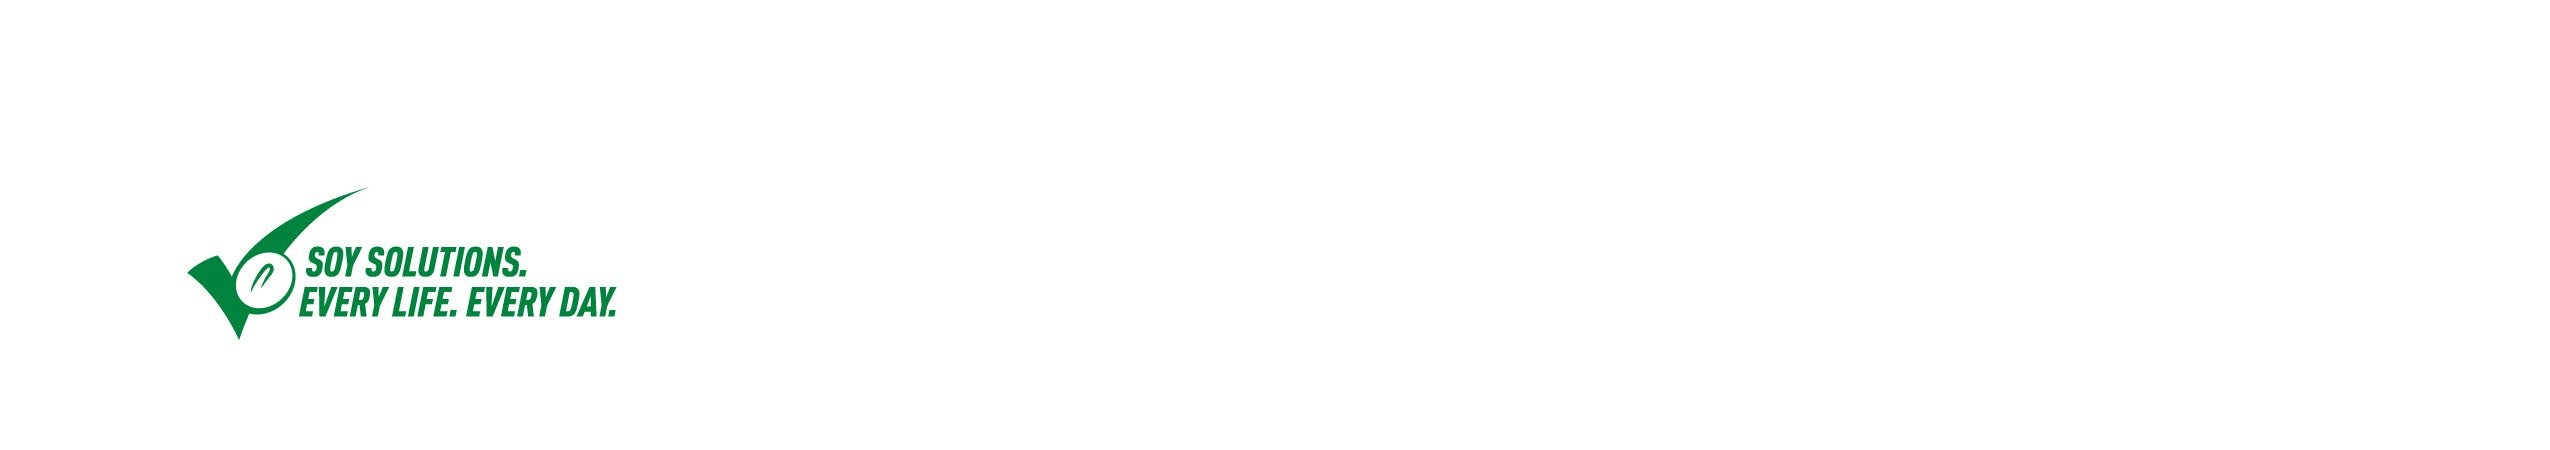 SOY SOLUTIONS.
EVERY LIFE. EVERY DAY.